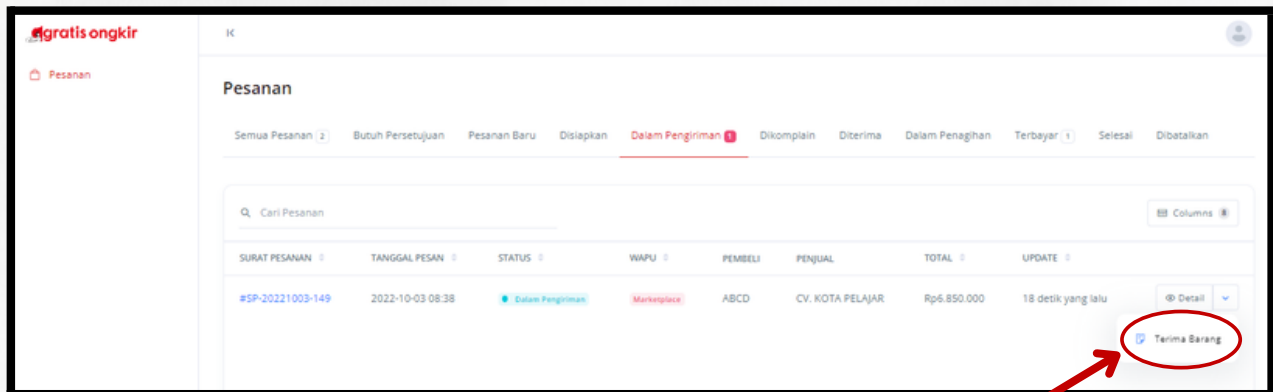 gratis ongkir
Pesanan
Pesanan
Semua Pesanan 2 Butuh Persetujuan Pesanan Baru Disiapkan Dalam Pengiriman 1 Dikomplain Diterima Dalam Penagihan Terbayar 1 Selesai Dibatalkan
Cari Pesanan
Columns 8
SURAT PESANAN TANGGAL PESAN STATUS WAPU PEMBELI PENJUAL TOTAL UPDATE
#SP-20221003-149 2022-10-03 08:38 Dalam Pengiriman Marketplace ABCD CV. KOTA PELAJAR Rp6.850.000 18 detik yang lalu Detail
Terima Barang